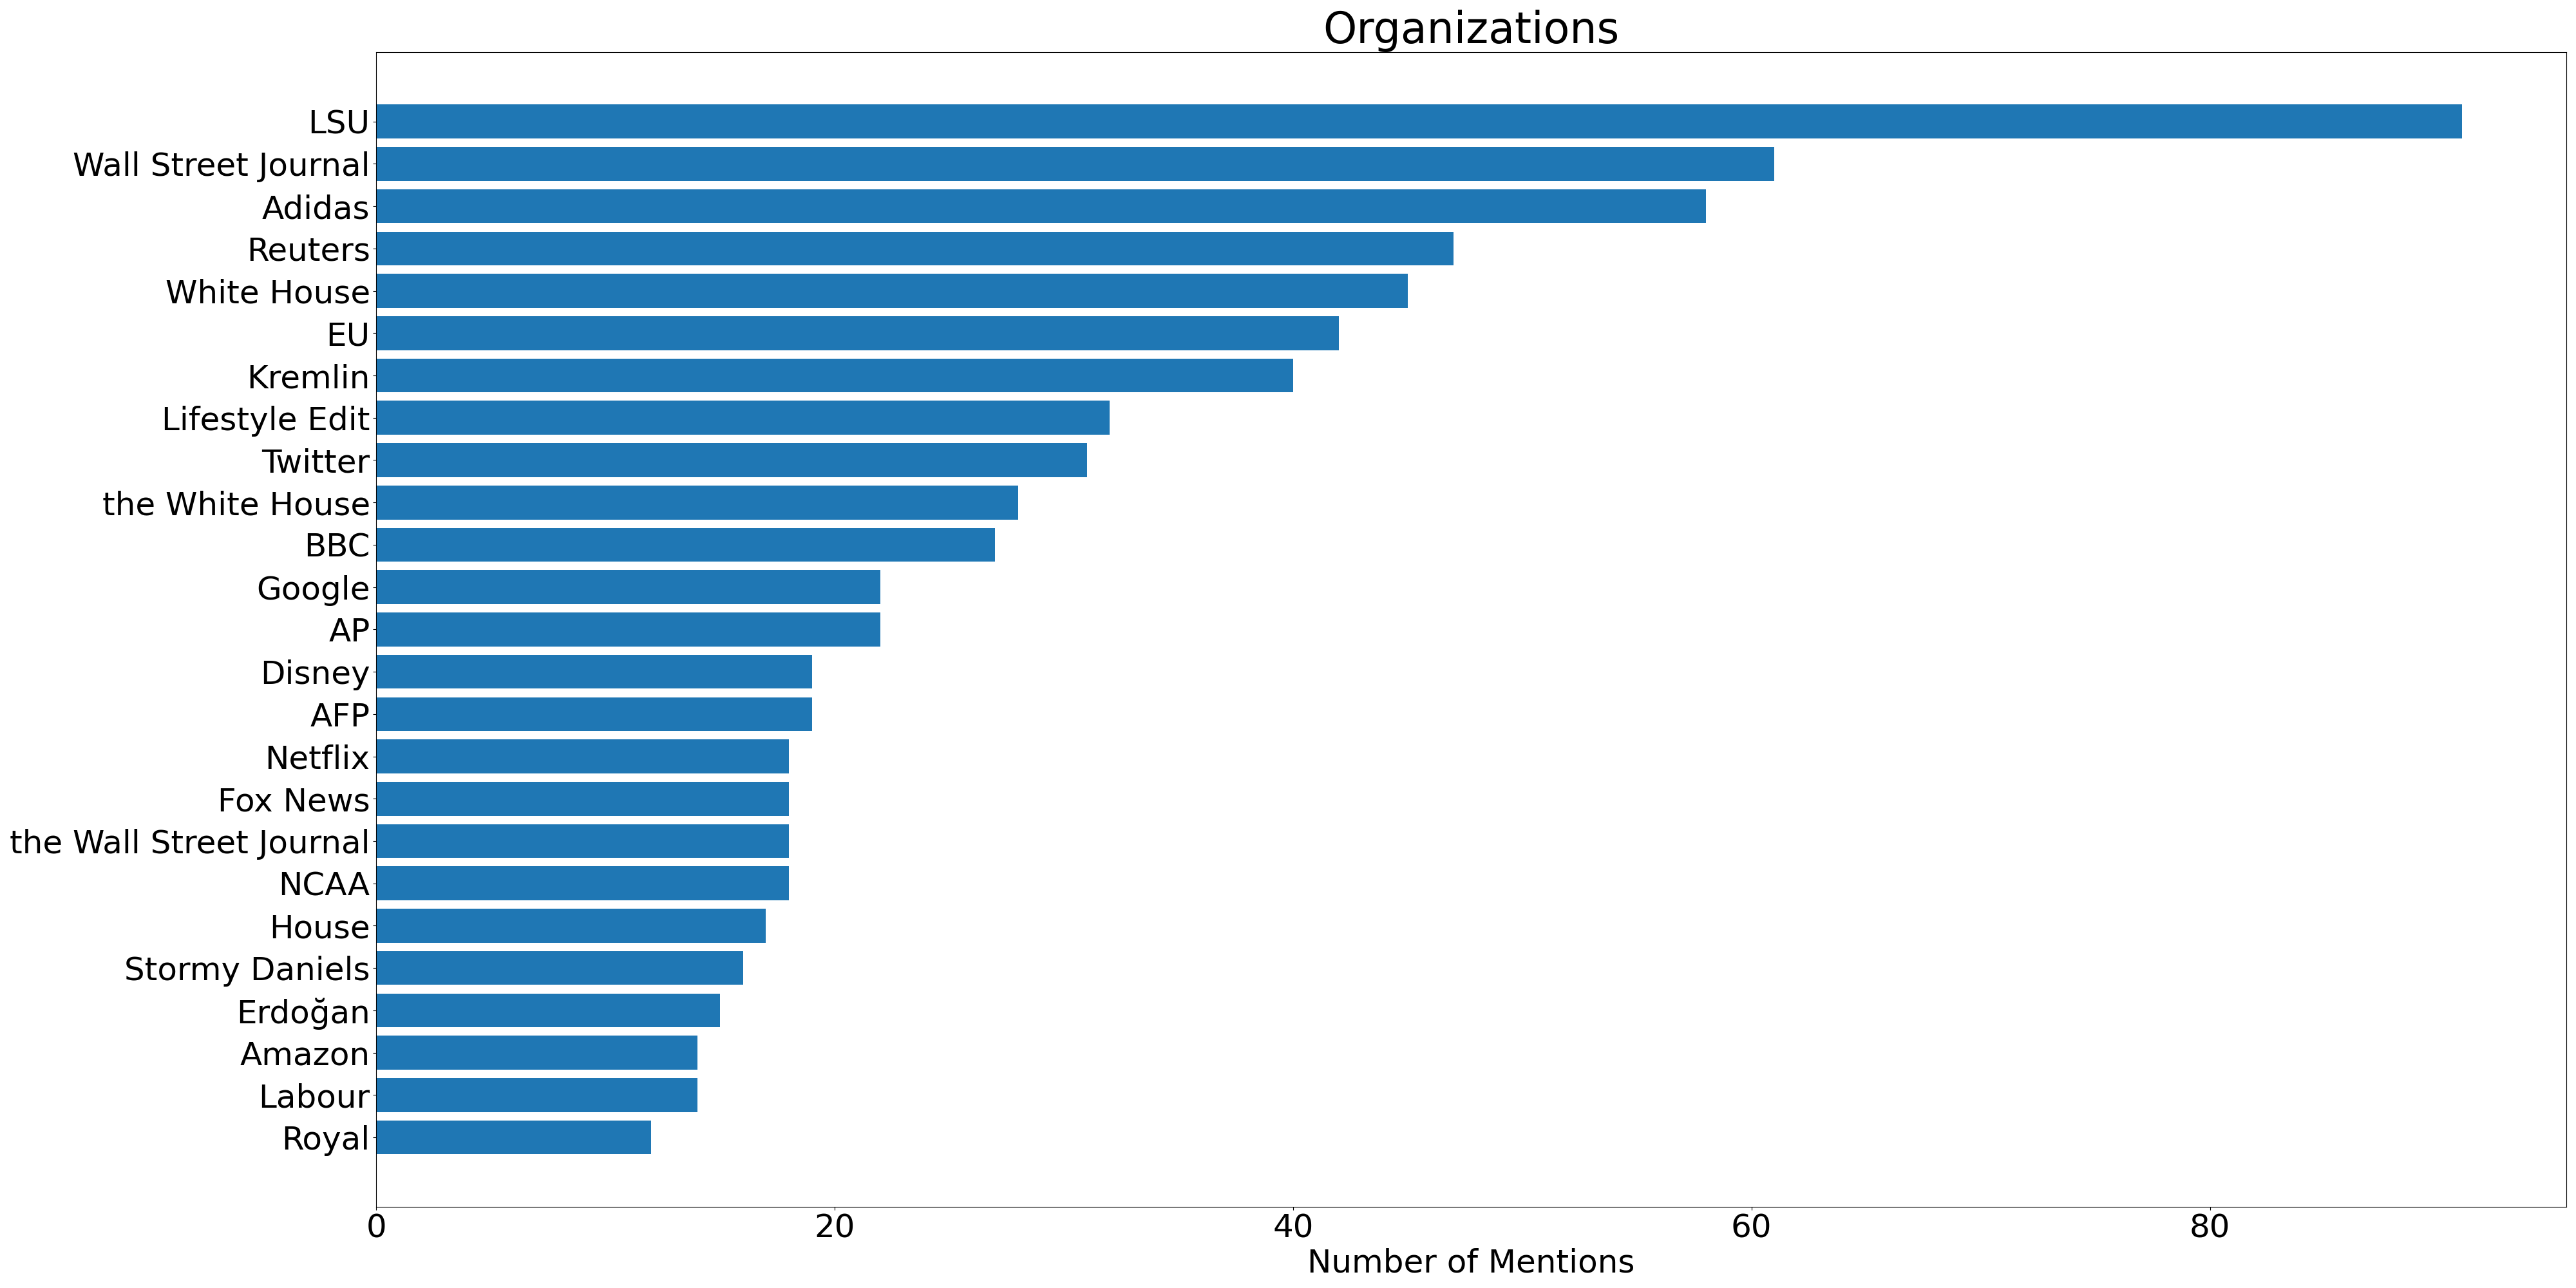 Organizations
LSU
Wall Street Journal
Adidas
Reuters
White House
EU
Kremlin
Lifestyle Edit
Twitter
the White House
BBC
Google
AP
Disney
AFP
Netflix
Fox News
the Wall Street Journal
NCAA
House
Stormy Daniels
Erdoğan
Amazon
Labour
Royal
0 20 40 60 80
Number of Mentions